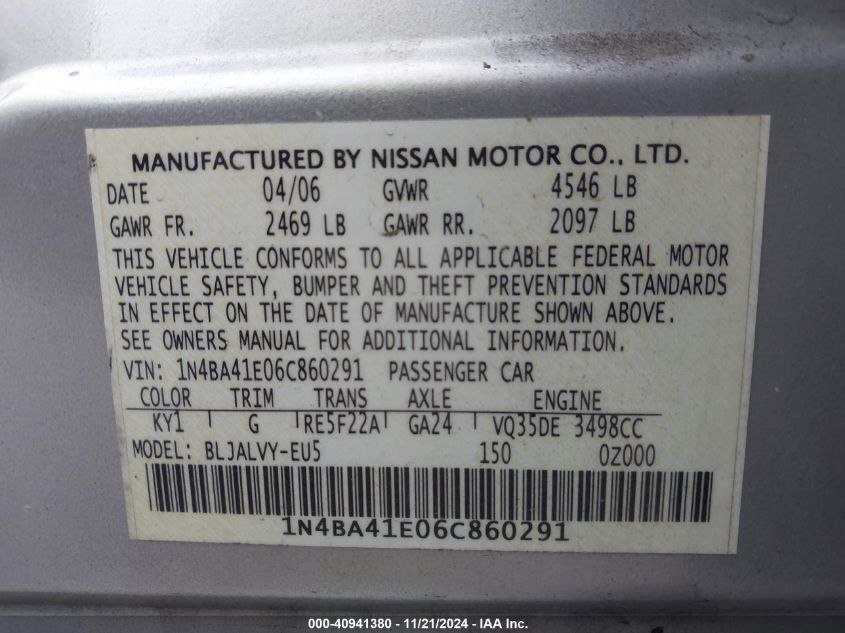 MANUFACTURED BY NISSAN MOTOR CO., LTD.
DATE 04/06 GVWR 4546 LB
GAWR FR. 2469 LB GAWR RR. 2097 LB
THIS VEHICLE CONFORMS TO ALL APPLICABLE FEDERAL MOTOR
VEHICLE SAFETY, BUMPER AND THEFT PREVENTION STANDARDS
IN EFFECT ON THE DATE OF MANUFACTURE SHOWN ABOVE.
SEE OWNERS MANUAL FOR ADDITIONAL INFORMATION.
VIN: 1N4BA41E06C860291 PASSENGER CAR
COLOR TRIM TRANS AXLE ENGINE
KY1 G RE5F22A GA24 VQ35DE 3498CC
MODEL: BLJALVY-EU5 150 0Z000
1N4BA41E06C860291
000-40941380 - 11/21/2024 - IAA Inc.